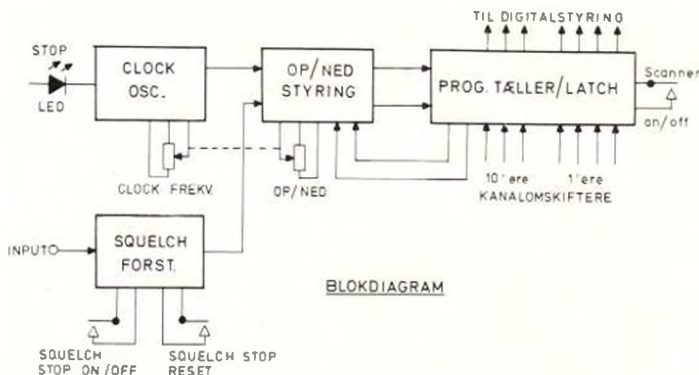 TIL DIGITALSTYRING
STOP
LED
CLOCK
OSC.
OP/NED
STYRING
PROG. TÆLLER/LATCH
Scanner
on/off
CLOCK FREKV.
OP/NED
10'ere
1'ere
KANALOMSKIFTERE
INPUT
SQUELCH
FORST.
BLOKDIAGRAM
SQUELCH
STOP ON/OFF
SQUELCH STOP
RESET